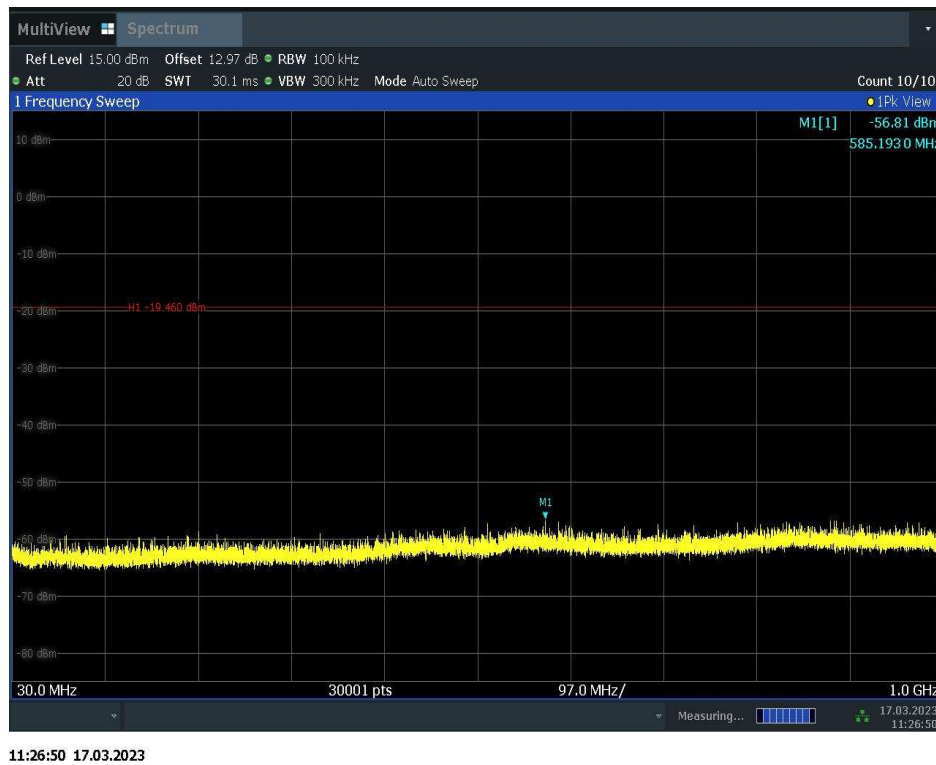 MultiView Spectrum
Ref Level 15.00 dBm Offset 12.97 dB RBW 100 kHz
Att 20 dB SWT 30.1 ms VBW 300 kHz Mode Auto Sweep Count 10/10
1 Frequency Sweep 1Pk View
M1[1] -56.81 dBm
585.1930 MHz
10 dBm
0 dBm
-10 dBm
H1 -19.460 dBm
-20 dBm
-30 dBm
-40 dBm
-50 dBm
M1
-60 dBm
-70 dBm
-80 dBm
30.0 MHz 30001 pts 97.0 MHz/ 1.0 GHz
Measuring... 17.03.2023
11:26:50
11:26:50 17.03.2023